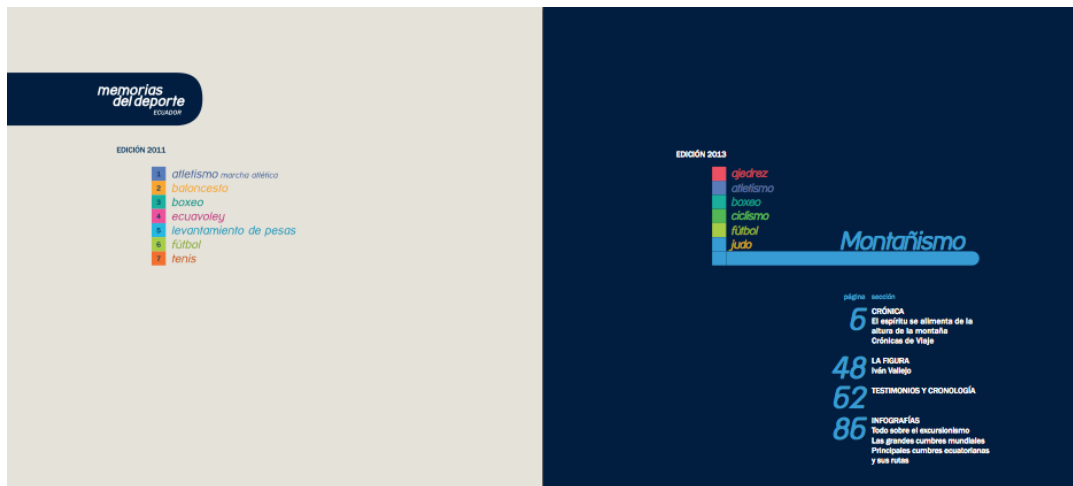 memorias
del deporte
ECUADOR
EDICIÓN 2011
1 atletismo marcha atlética
2 baloncesto
3 boxeo
4 ecuavoley
5 levantamiento de pesas
6 fútbol
7 tenis
EDICIÓN 2013
ajedrez
atletismo
boxeo
ciclismo
fútbol
judo
Montañismo
página sección
6 CRÓNICA
El espíritu se alimenta de la
altura de la montaña
Crónicas de Viaje
48 LA FIGURA
Iván Vallejo
62 TESTIMONIOS Y CRONOLOGÍA
86 INFOGRAFÍAS
Todo sobre el excursionismo
Las grandes cumbres mundiales
Principales cumbres ecuatorianas
y sus rutas